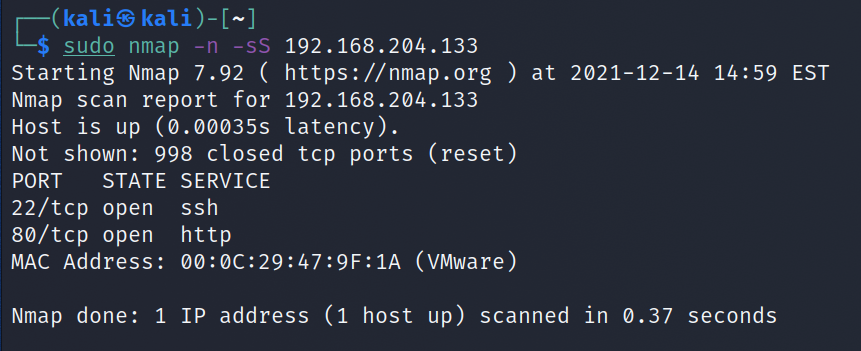 ┌──(kali㉿kali)-[~]
└─$ sudo nmap -n -sS 192.168.204.133
Starting Nmap 7.92 ( https://nmap.org ) at 2021-12-14 14:59 EST
Nmap scan report for 192.168.204.133
Host is up (0.00035s latency).
Not shown: 998 closed tcp ports (reset)
PORT   STATE SERVICE
22/tcp open  ssh
80/tcp open  http
MAC Address: 00:0C:29:47:9F:1A (VMware)
Nmap done: 1 IP address (1 host up) scanned in 0.37 seconds